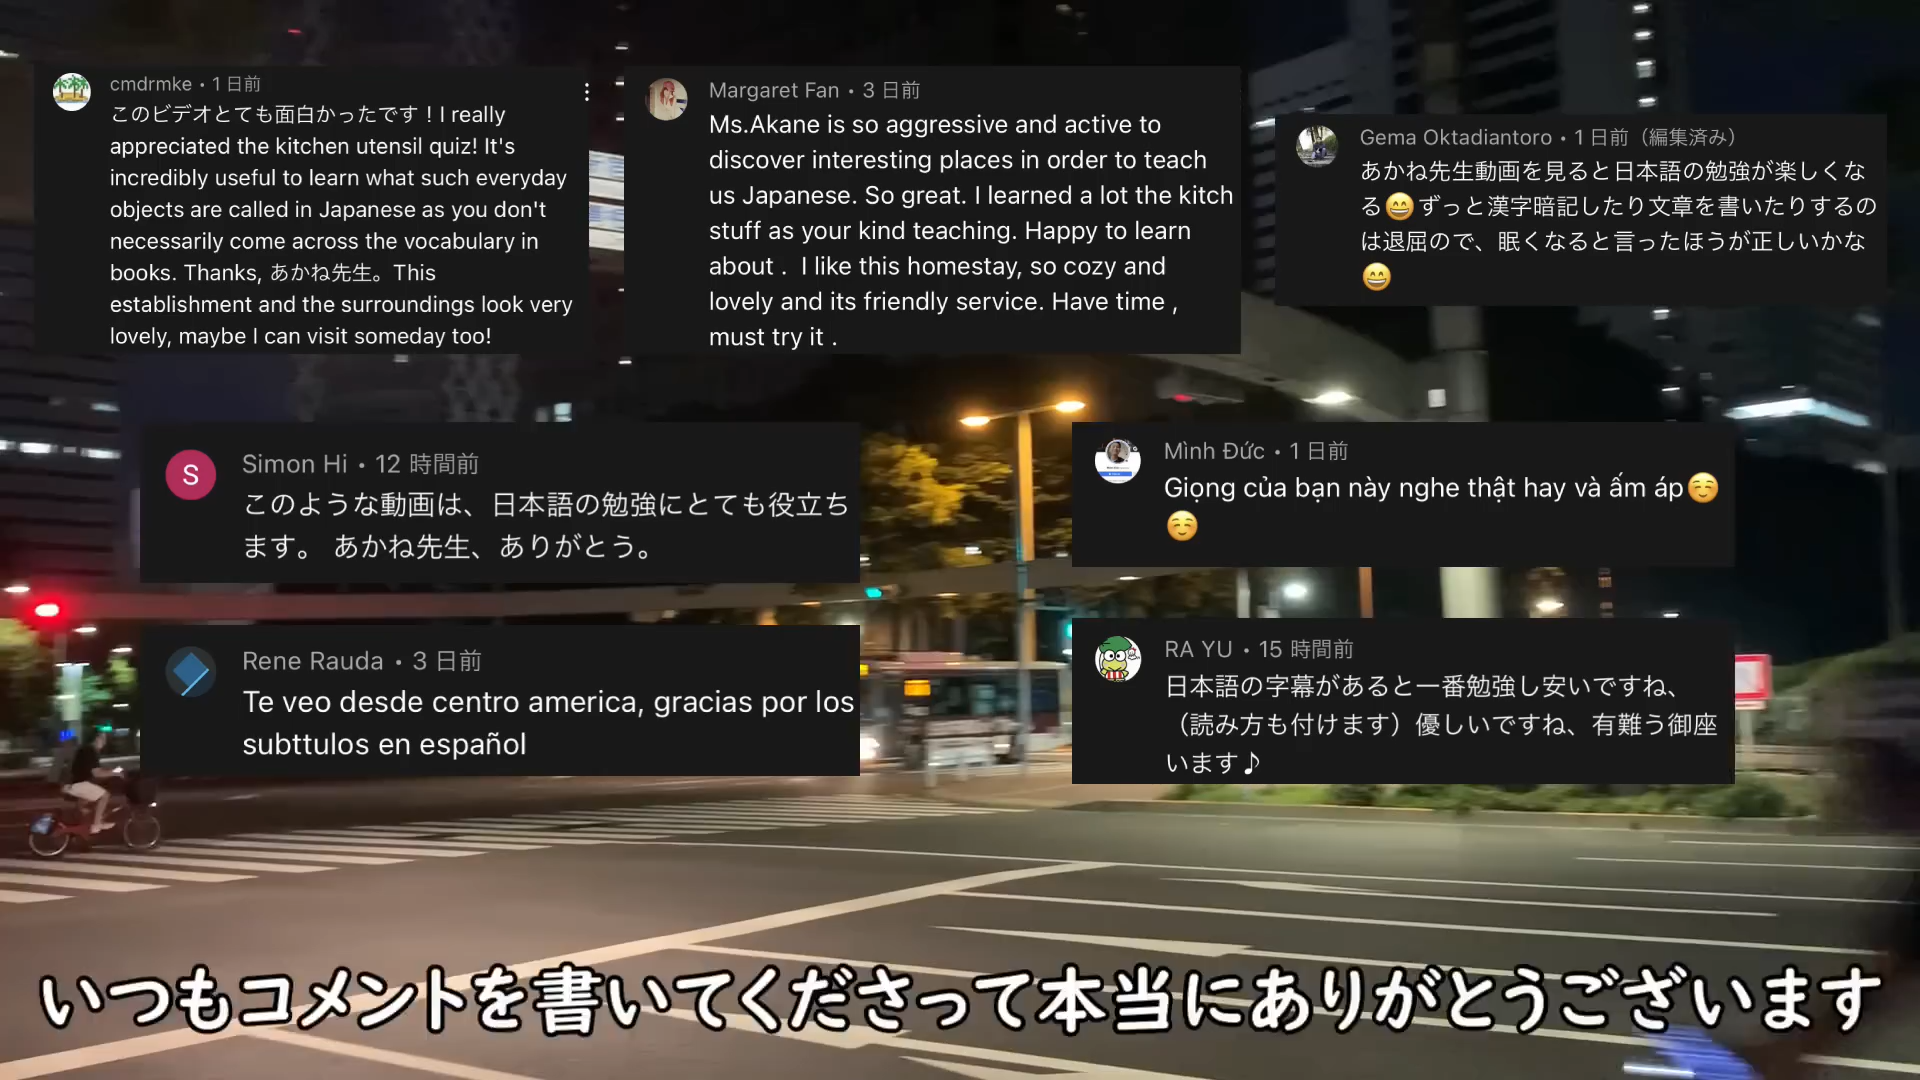 cmdrmke • 1 日前
このビデオとても面白かったです！I really
appreciated the kitchen utensil quiz! It's
incredibly useful to learn what such everyday
objects are called in Japanese as you don't
necessarily come across the vocabulary in
books. Thanks, あかね先生。This
establishment and the surroundings look very
lovely, maybe I can visit someday too!
Margaret Fan • 3 日前
Ms.Akane is so aggressive and active to
discover interesting places in order to teach
us Japanese. So great. I learned a lot the kitch
stuff as your kind teaching. Happy to learn
about . I like this homestay, so cozy and
lovely and its friendly service. Have time ,
must try it .
Gema Oktadiantoro • 1 日前（編集済み）
あかね先生動画を見ると日本語の勉強が楽しくな
る😄ずっと漢字暗記したり文章を書いたりするの
は退屈ので、眠くなると言ったほうが正しいかな
😄
S
Simon Hi • 12 時間前
このような動画は、日本語の勉強にとても役立ち
ます。 あかね先生、ありがとう。
Mình Đức • 1 日前
Giọng của bạn này nghe thật hay và ấm áp☺️
☺️
Rene Rauda • 3 日前
Te veo desde centro america, gracias por los
subttulos en español
RA YU • 15 時間前
日本語の字幕があると一番勉強し安いですね、
（読み方も付けます）優しいですね、有難う御座
います♪
いつもコメントを書いてくださって本当にありがとうございます